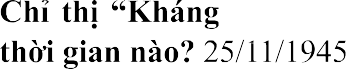 Chỉ thị “Kháng
thời gian nào? 25/11/1945